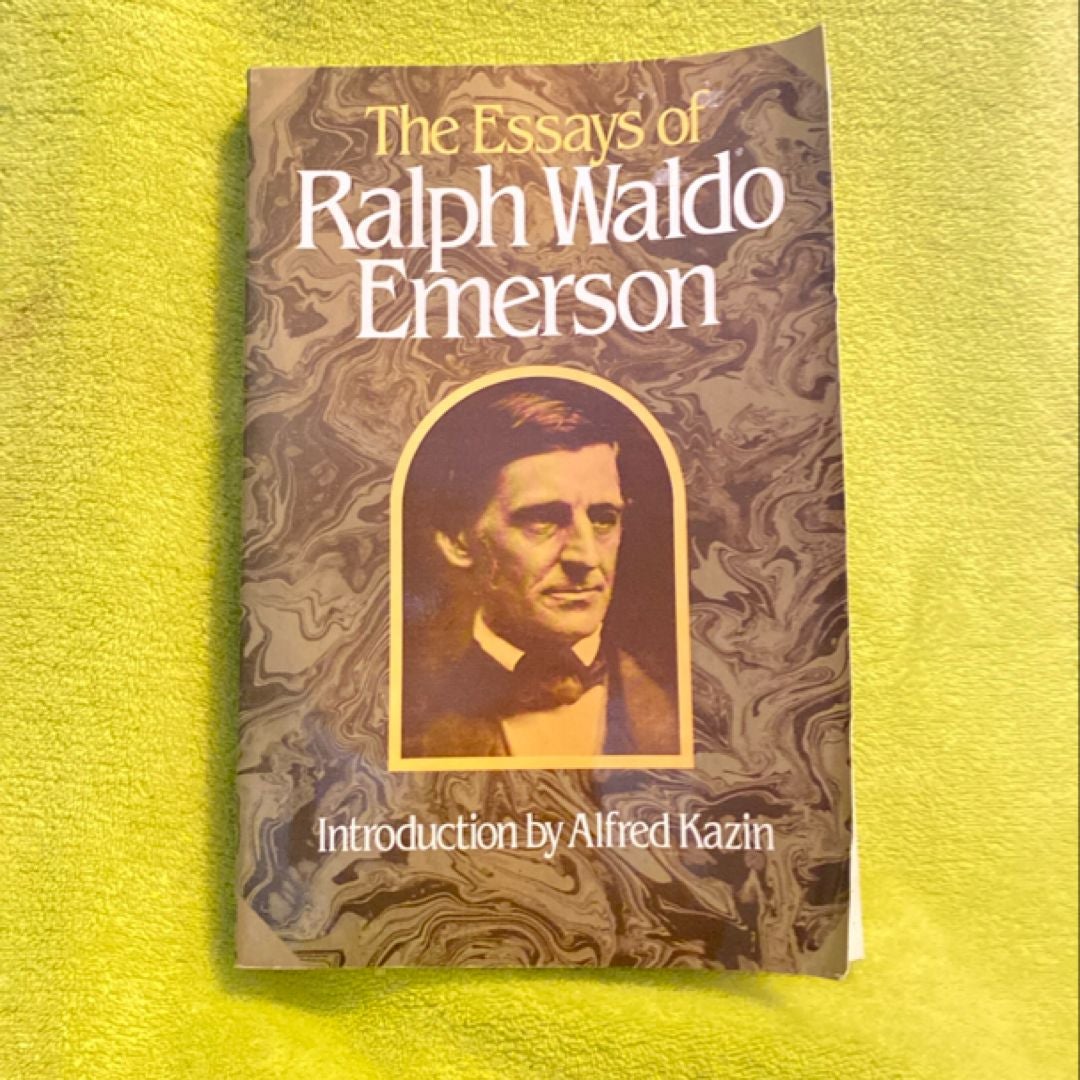 The Essays of
Ralph Waldo
Emerson
Introduction by Alfred Kazin